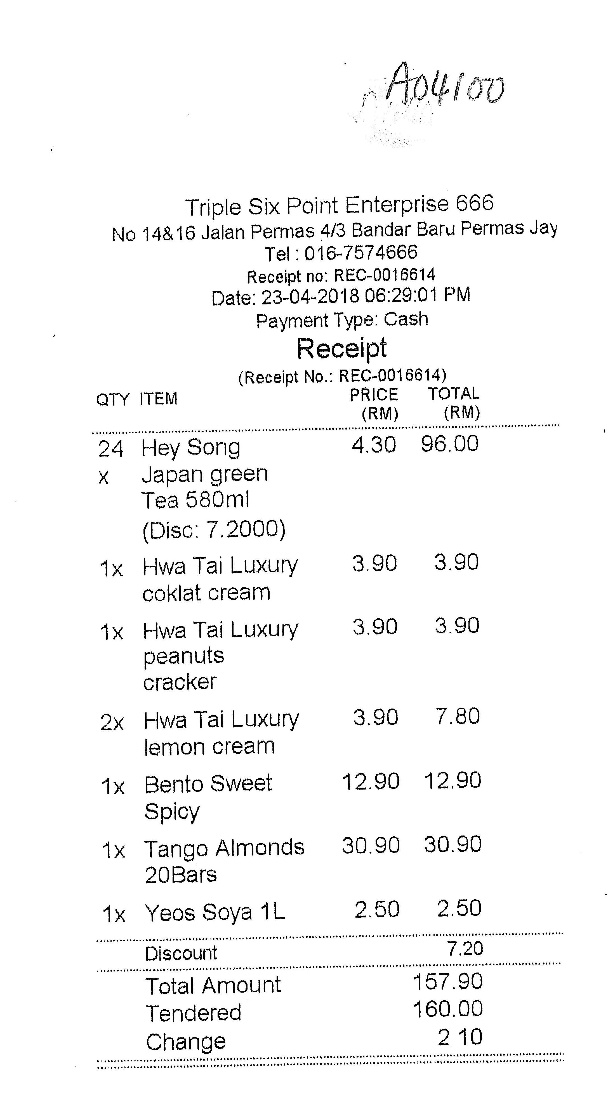 A04100
Triple Six Point Enterprise 666
No 14&16 Jalan Permas 4/3 Bandar Baru Permas Jay
Tel : 016-7574666
Receipt no: REC-0016614
Date: 23-04-2018 06:29:01 PM
Payment Type: Cash
Receipt
(Receipt No.: REC-0016614)
QTY ITEM PRICE TOTAL
(RM) (RM)
24 Hey Song 4.30 96.00
x Japan green
Tea 580ml
(Disc: 7.2000)
1x Hwa Tai Luxury 3.90 3.90
coklat cream
1x Hwa Tai Luxury 3.90 3.90
peanuts
cracker
2x Hwa Tai Luxury 3.90 7.80
lemon cream
1x Bento Sweet 12.90 12.90
Spicy
1x Tango Almonds 30.90 30.90
20Bars
1x Yeos Soya 1L 2.50 2.50
Discount 7.20
Total Amount 157.90
Tendered 160.00
Change 2 10